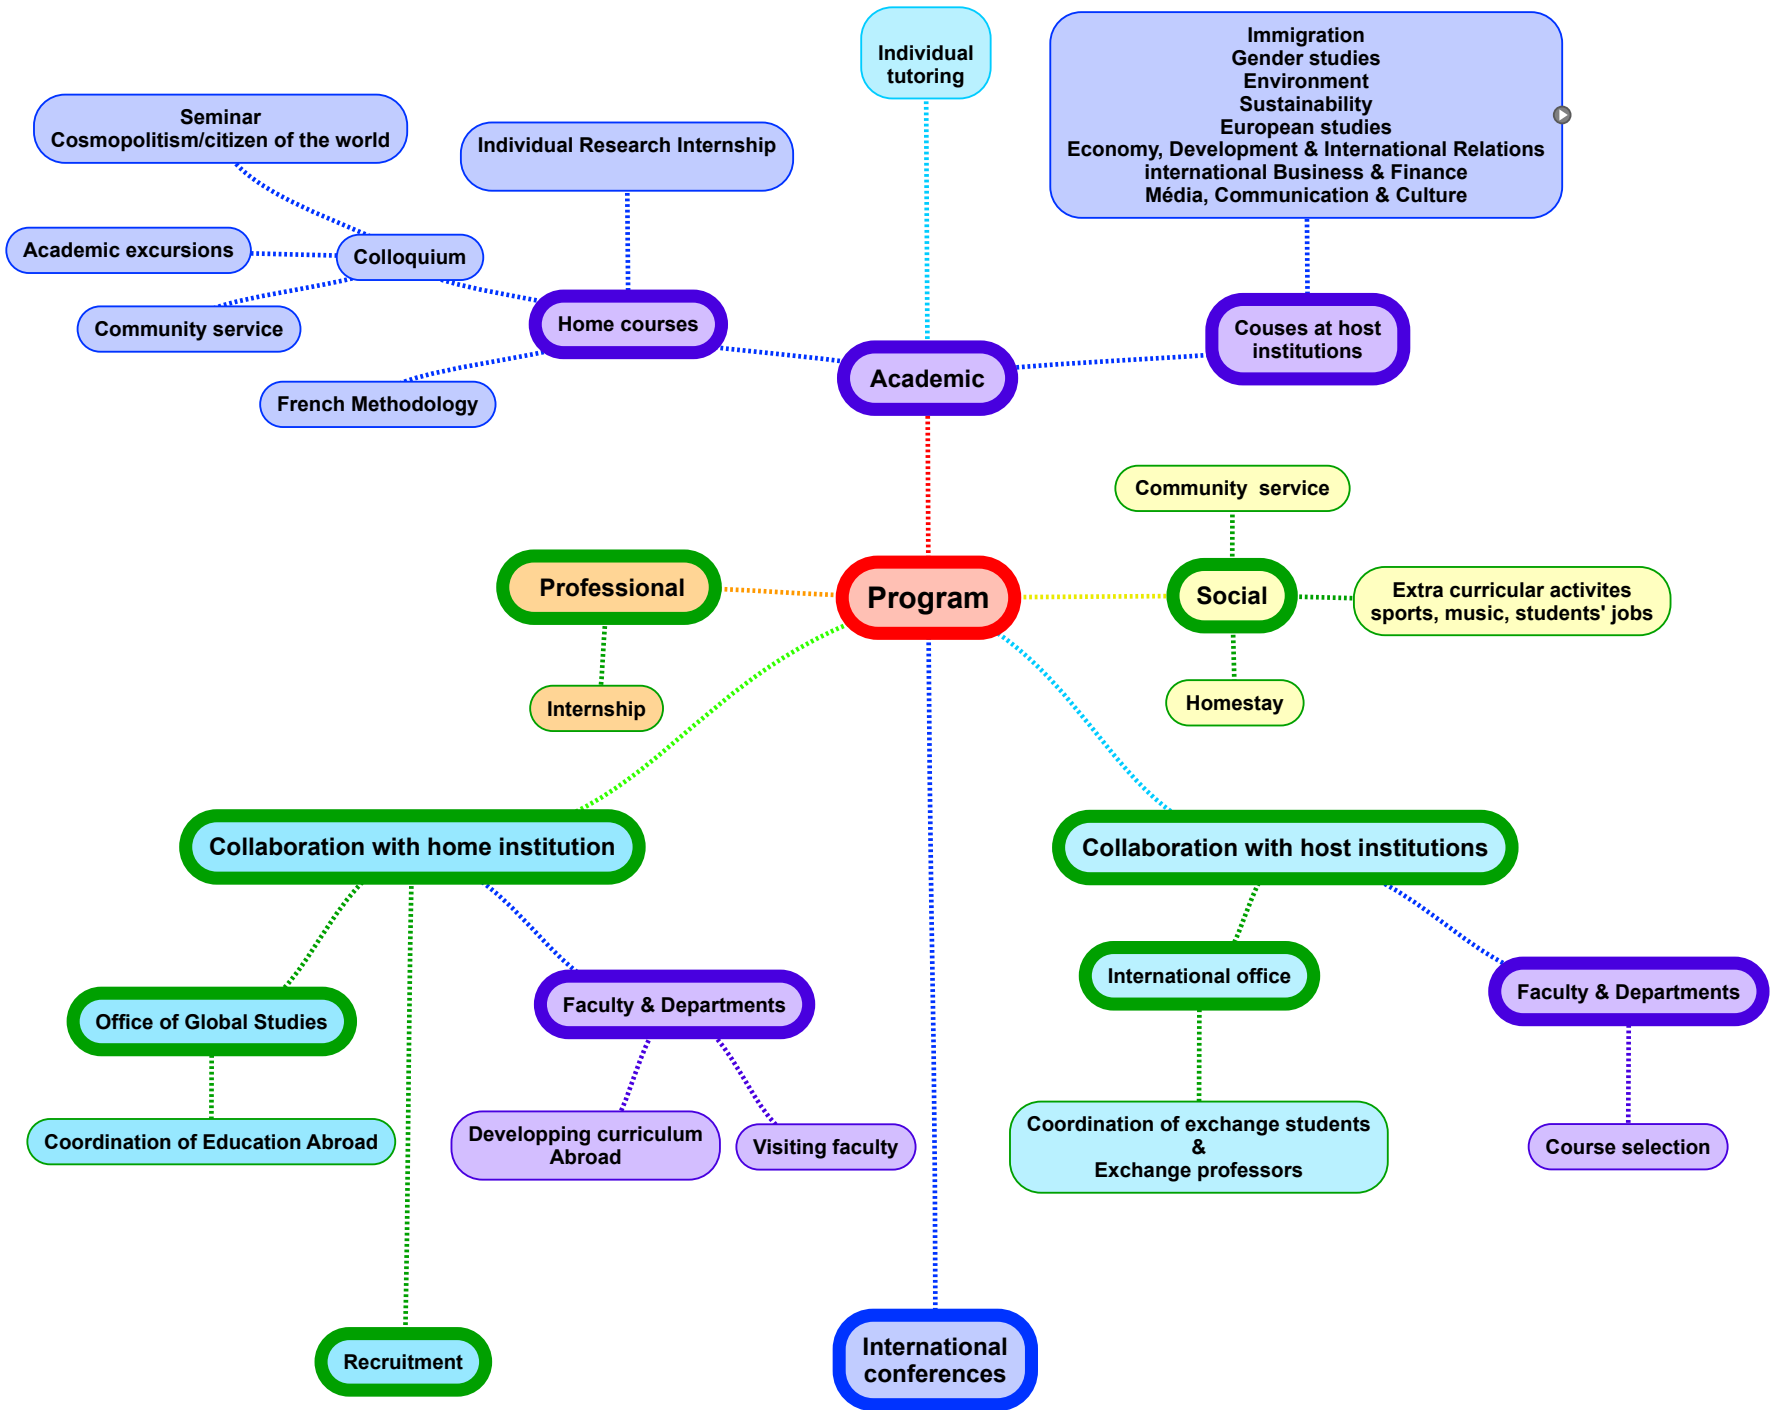 Individual
tutoring
Immigration
Gender studies
Environment
Sustainability
European studies
Economy, Development & International Relations
international Business & Finance
Média, Communication & Culture
Seminar
Cosmopolitism/citizen of the world
Individual Research Internship
Academic excursions
Colloquium
Community service
Home courses
Couses at host
institutions
French Methodology
Academic
Community  service
Professional
Program
Social
Extra curricular activites
sports, music, students' jobs
Internship
Homestay
Collaboration with home institution
Collaboration with host institutions
Office of Global Studies
Faculty & Departments
International office
Faculty & Departments
Coordination of Education Abroad
Developping curriculum
Abroad
Visiting faculty
Coordination of exchange students
&
Exchange professors
Course selection
Recruitment
International
conferences